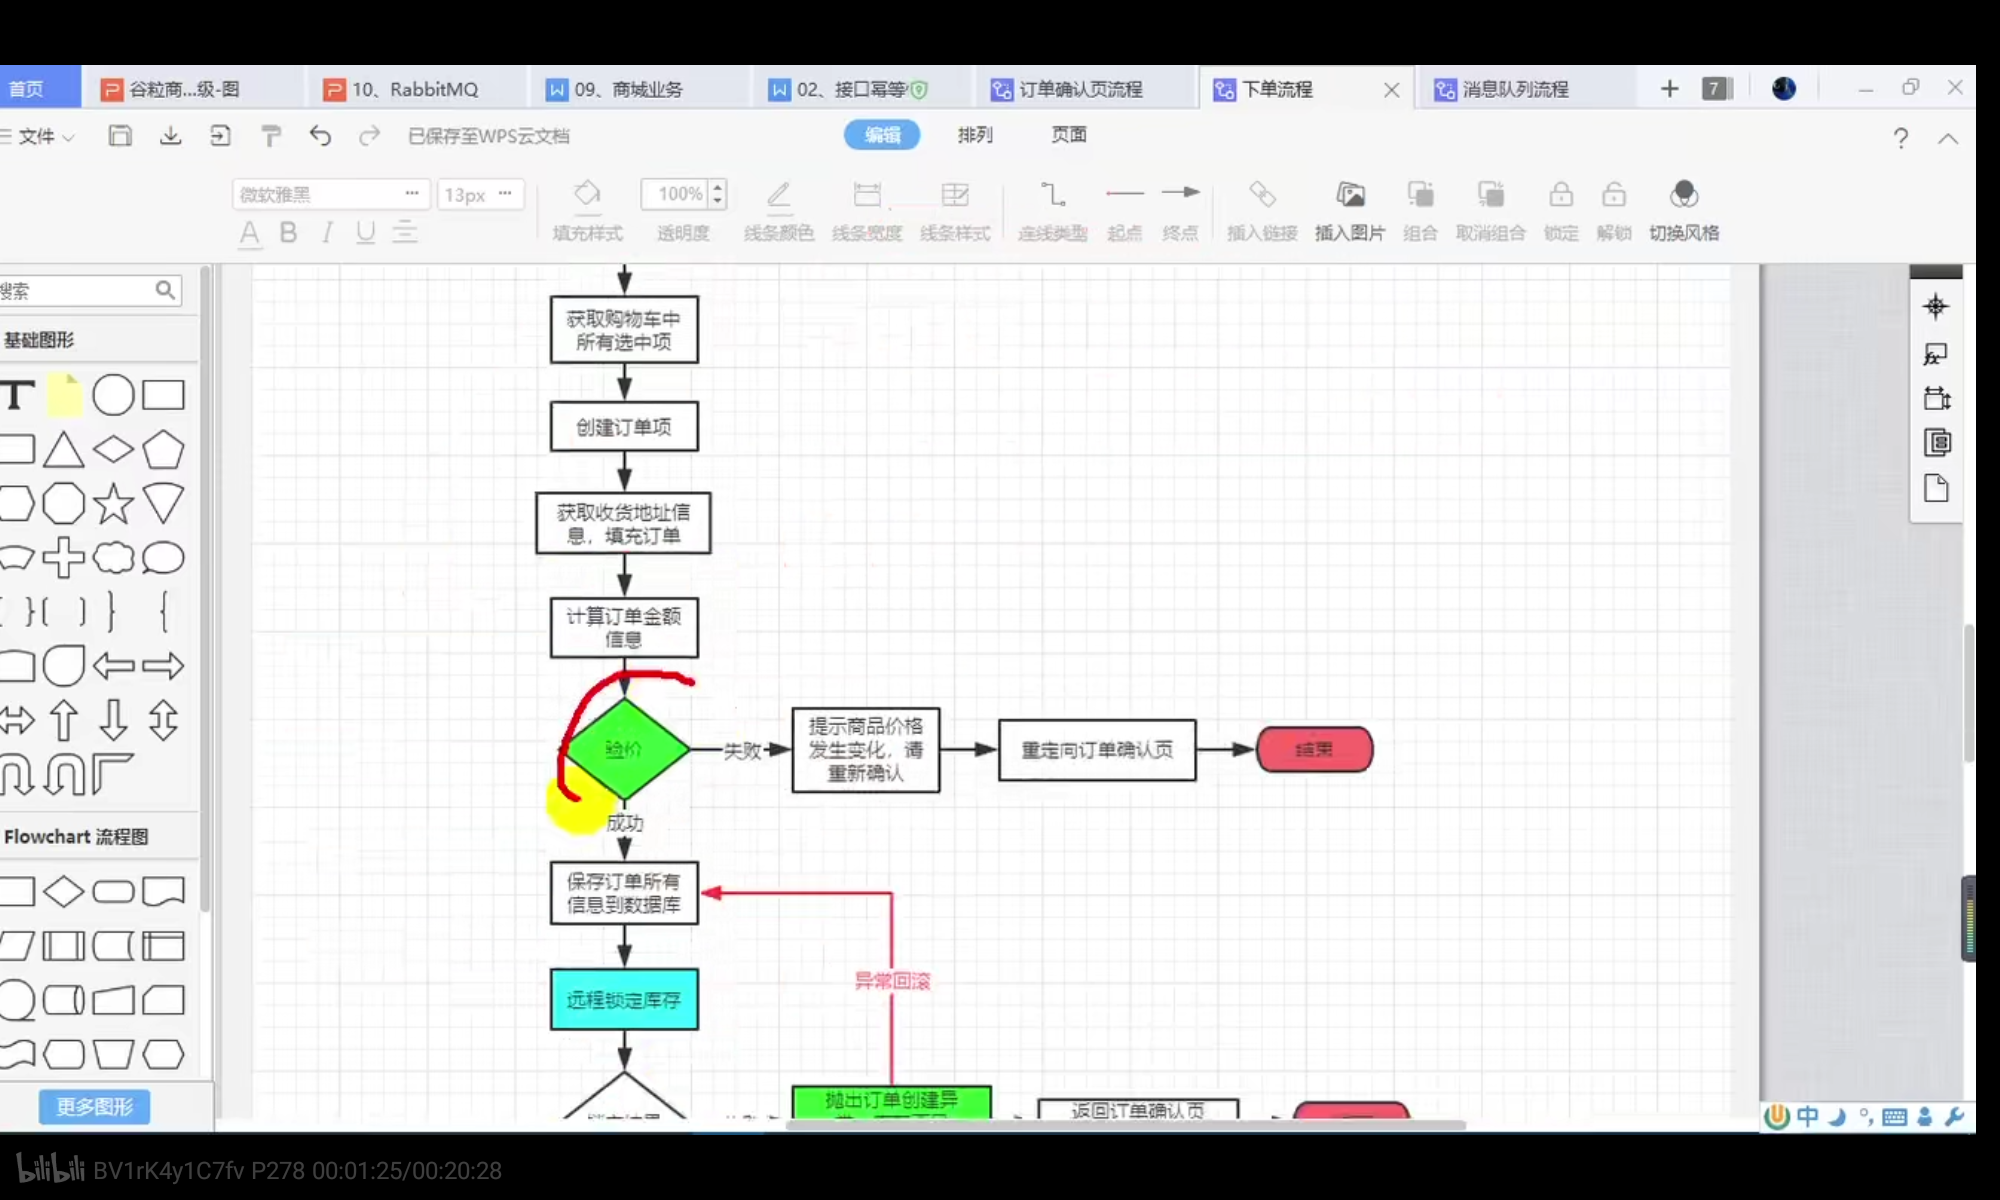 首页
谷粒商...级-图
10、RabbitMQ
09、商城业务
02、接口幂等
订单确认页流程
下单流程
消息队列流程
7
文件
已保存至WPS云文档
编辑
排列
页面
?
微软雅黑
13px
100%
A B I U
填充样式
透明度
线条颜色
线条宽度
线条样式
连线类型
起点
终点
插入链接
插入图片
组合
取消组合
锁定
解锁
切换风格
搜索
基础图形
T
Flowchart 流程图
更多图形
获取购物车中
所有选中项
创建订单项
获取收货地址信
息，填充订单
计算订单金额
信息
验价
失败
提示商品价格
发生变化，请
重新确认
重定向订单确认页
结束
成功
保存订单所有
信息到数据库
异常回滚
远程锁定库存
抛出订单创建异
返回订单确认页
中
bilibili BV1rK4y1C7fv P278 00:01:25/00:20:28